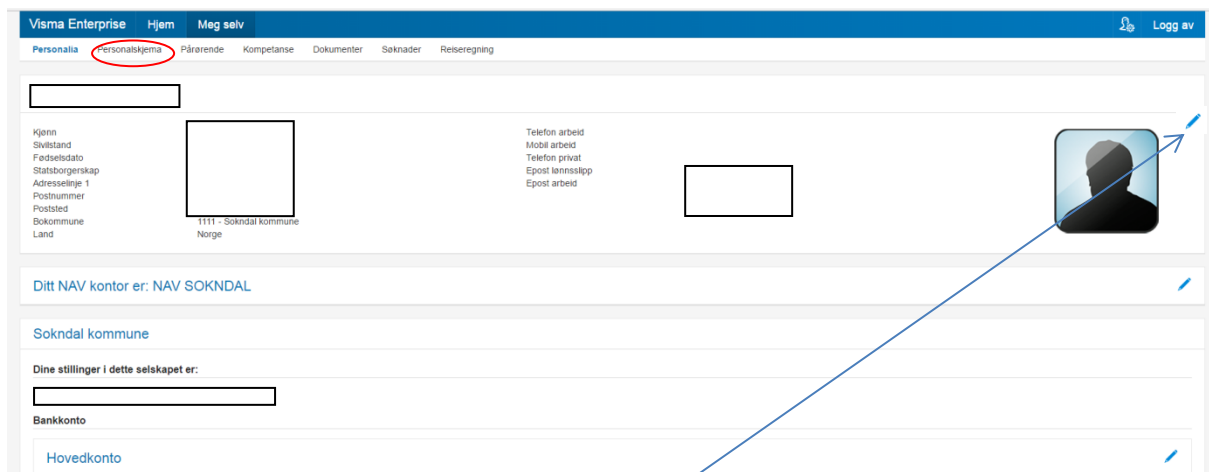 Visma Enterprise Hjem Meg selv Logg av
Personalia Personalskjema Pårørende Kompetanse Dokumenter Søknader Reiseregning
Kjønn
Sivilstand
Fødselsdato
Statsborgerskap
Adresselinje 1
Postnummer
Poststed
Bokommune 1111 - Sokndal kommune
Land Norge
Telefon arbeid
Mobil arbeid
Telefon privat
Epost lønnsslipp
Epost arbeid
Ditt NAV kontor er: NAV SOKNDAL
Sokndal kommune
Dine stillinger i dette selskapet er:
Bankkonto
Hovedkonto